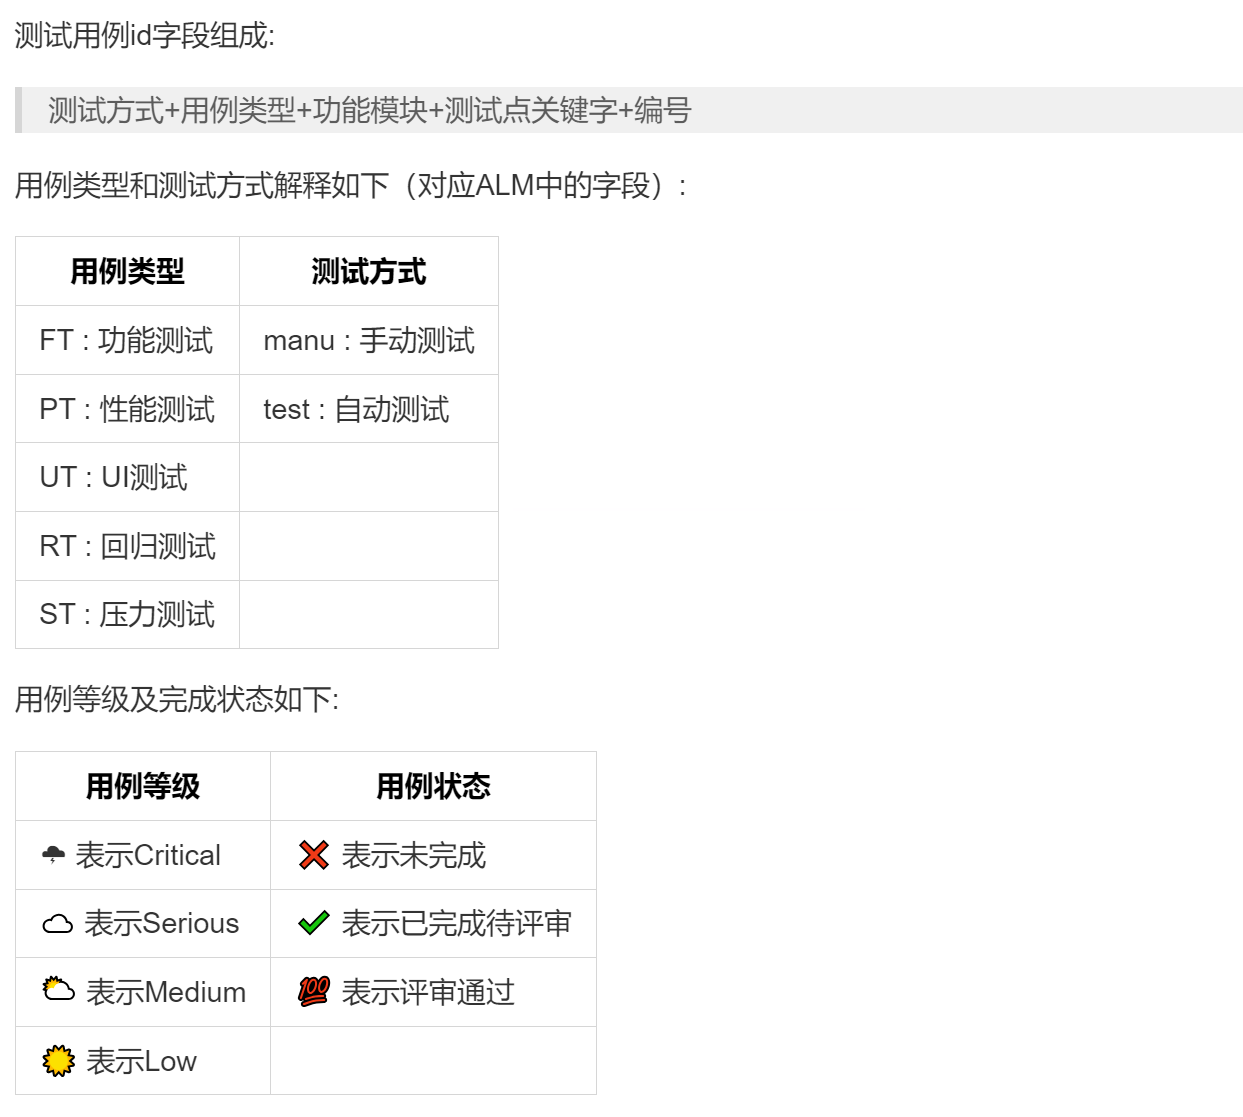 测试用例id字段组成:
测试方式+用例类型+功能模块+测试点关键字+编号
用例类型和测试方式解释如下（对应ALM中的字段）:
用例类型 测试方式
FT : 功能测试 manu : 手动测试
PT : 性能测试 test : 自动测试
UT : UI测试
RT : 回归测试
ST : 压力测试
用例等级及完成状态如下:
用例等级 用例状态
🌩 表示Critical ❌ 表示未完成
☁ 表示Serious ✔ 表示已完成待评审
🌥 表示Medium 💯 表示评审通过
☀ 表示Low